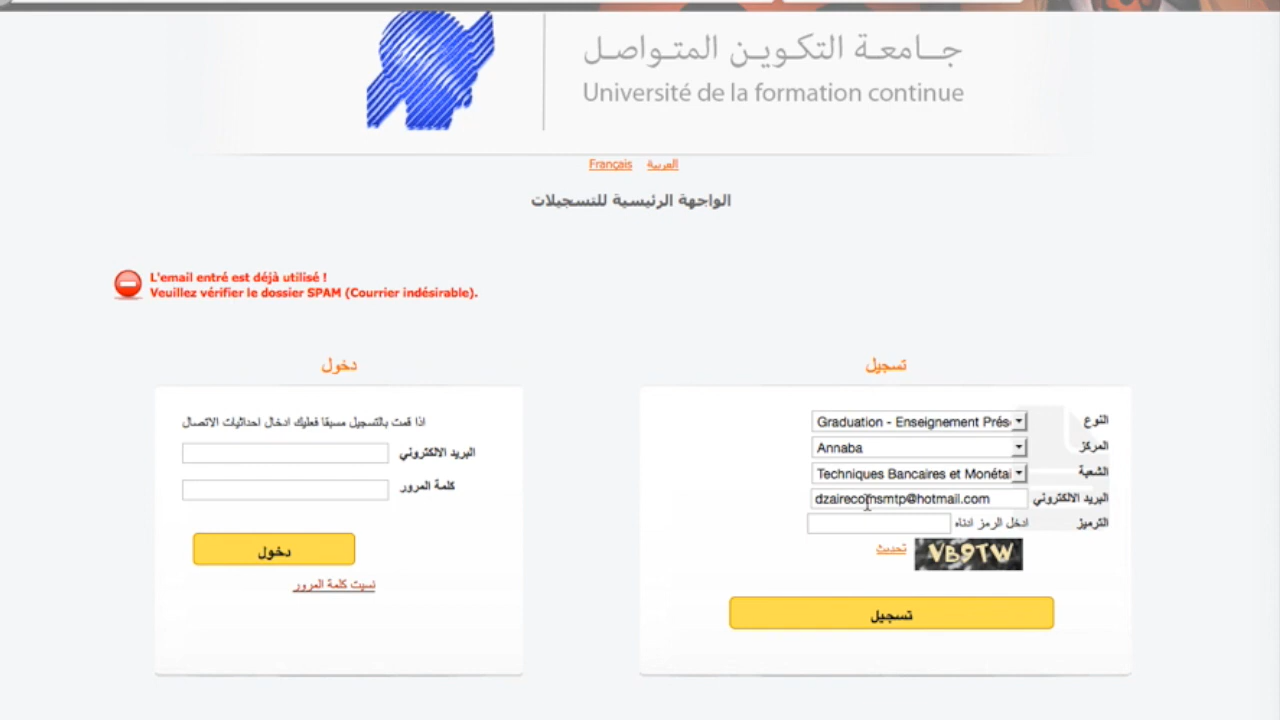 جــامعـة التكـويـن المتـواصـل
Université de la formation continue
Français العربية
الواجهة الرئيسية للتسجيلات
L'email entré est déjà utilisé !
Veuillez vérifier le dossier SPAM (Courrier indésirable).
تسجيل
النوع Graduation - Enseignement Prés
المركز Annaba
الشعبة Techniques Bancaires et Monéta
البريد الالكتروني dzairecomsmtp@hotmail.com
الترميز ادخل الرمز ادناه
VB9TW تحديث
تسجيل
دخول
اذا قمت بالتسجيل مسبقا فعليك ادخال احداثيات الاتصال
البريد الالكتروني
كلمة المرور
دخول
نسيت كلمة المرور